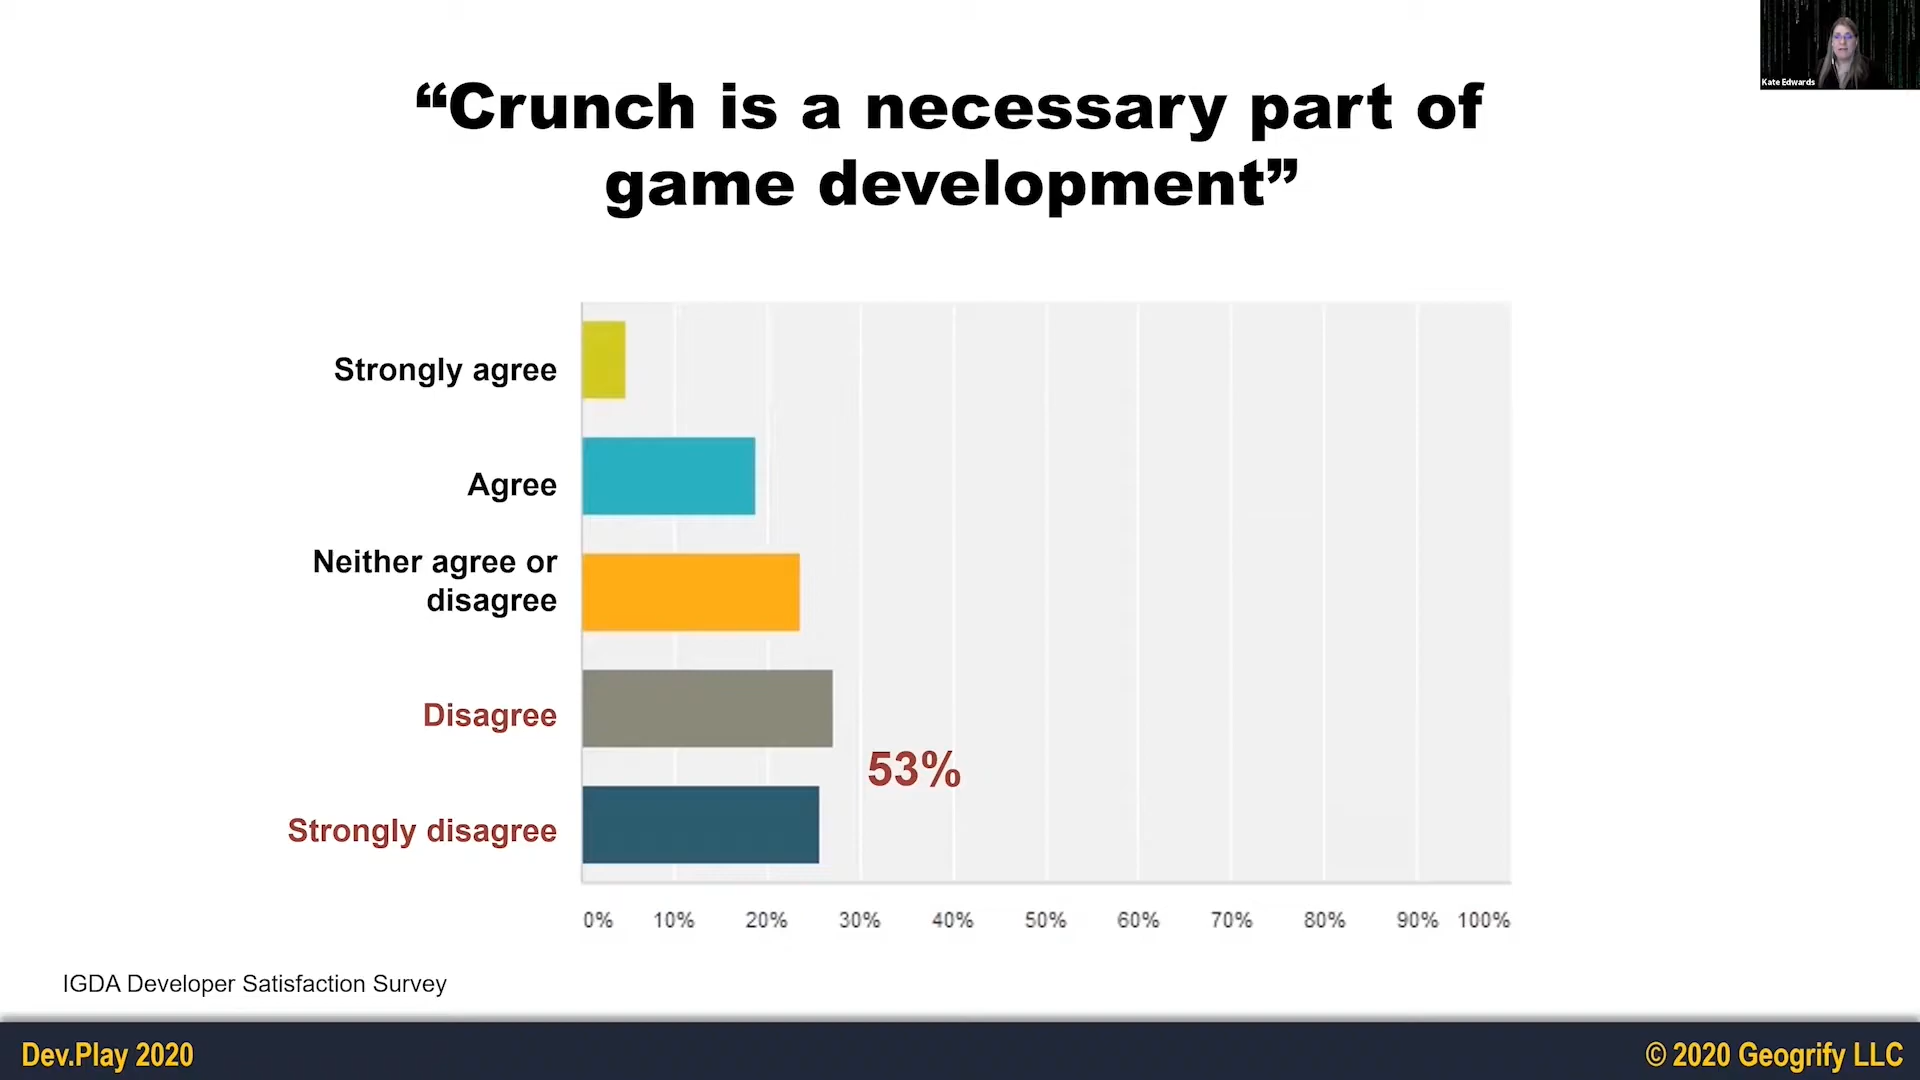 Kate Edwards
“Crunch is a necessary part of
game development”
Strongly agree
Agree
Neither agree or
disagree
Disagree
53%
Strongly disagree
0% 10% 20% 30% 40% 50% 60% 70% 80% 90% 100%
IGDA Developer Satisfaction Survey
Dev.Play 2020
© 2020 Geogrify LLC